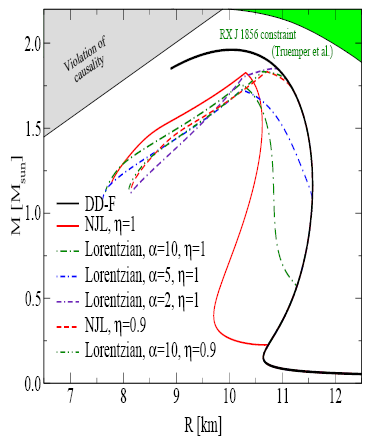 2.0
1.5
1.0
0.5
0.0
M [M_sun]
Violation of
causality
RX J 1856 constraint
(Truemper et al.)
DD-F
NJL, η=1
Lorentzian, α=10, η=1
Lorentzian, α=5, η=1
Lorentzian, α=2, η=1
NJL, η=0.9
Lorentzian, α=10, η=0.9
7 8 9 10 11 12
R [km]